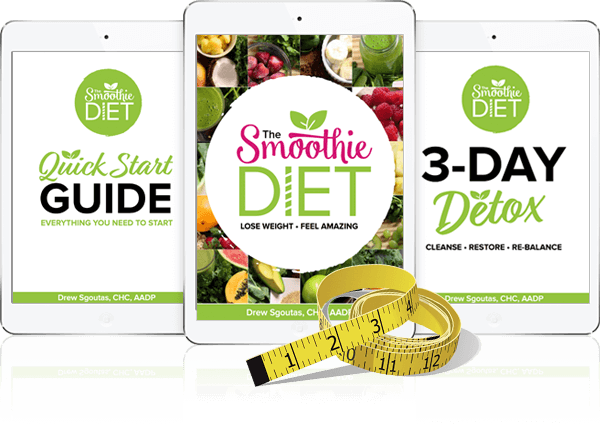 The
Smoothie
DIET
Quick Start
GUIDE
EVERYTHING YOU NEED TO START
Drew Sgoutas, CHC, AADP
The
Smoothie
DIET
LOSE WEIGHT • FEEL AMAZING
Drew Sgoutas, CHC, AADP
The
Smoothie
DIET
3-DAY
Detox
CLEANSE • RESTORE • RE-BALANCE
Drew Sgoutas, CHC, AADP
1 2 3 4
11 12